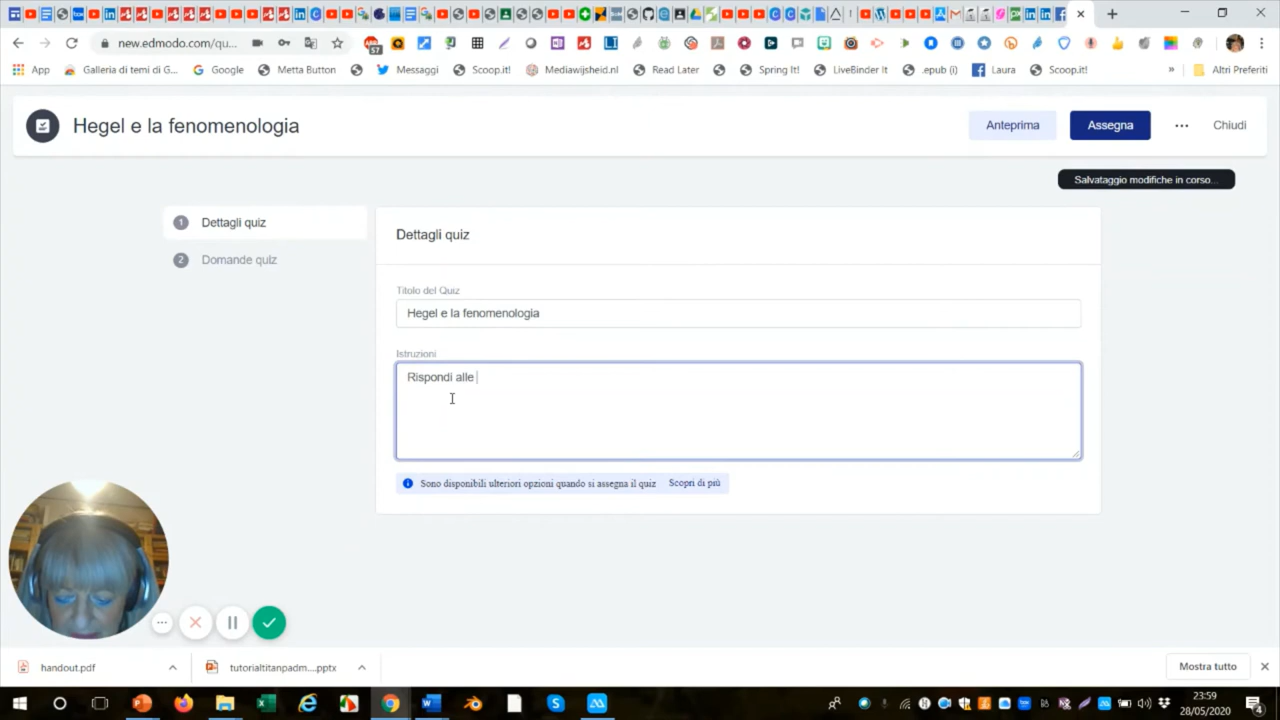 new.edmodo.com/qu...
57
App
Galleria di temi di G...
Google
Metta Button
Messaggi
Scoop.it!
Mediawijsheid.nl
Read Later
Spring It!
LiveBinder It
.epub (i)
Laura
Scoop.it!
»
Altri Preferiti
Hegel e la fenomenologia
Anteprima
Assegna
Chiudi
Salvataggio modifiche in corso...
1 Dettagli quiz
2 Domande quiz
Dettagli quiz
Titolo del Quiz
Hegel e la fenomenologia
Istruzioni
Rispondi alle
Sono disponibili ulteriori opzioni quando si assegna il quiz Scopri di più
handout.pdf
tutorialtitanpadm....pptx
Mostra tutto
23:59
28/05/2020
4